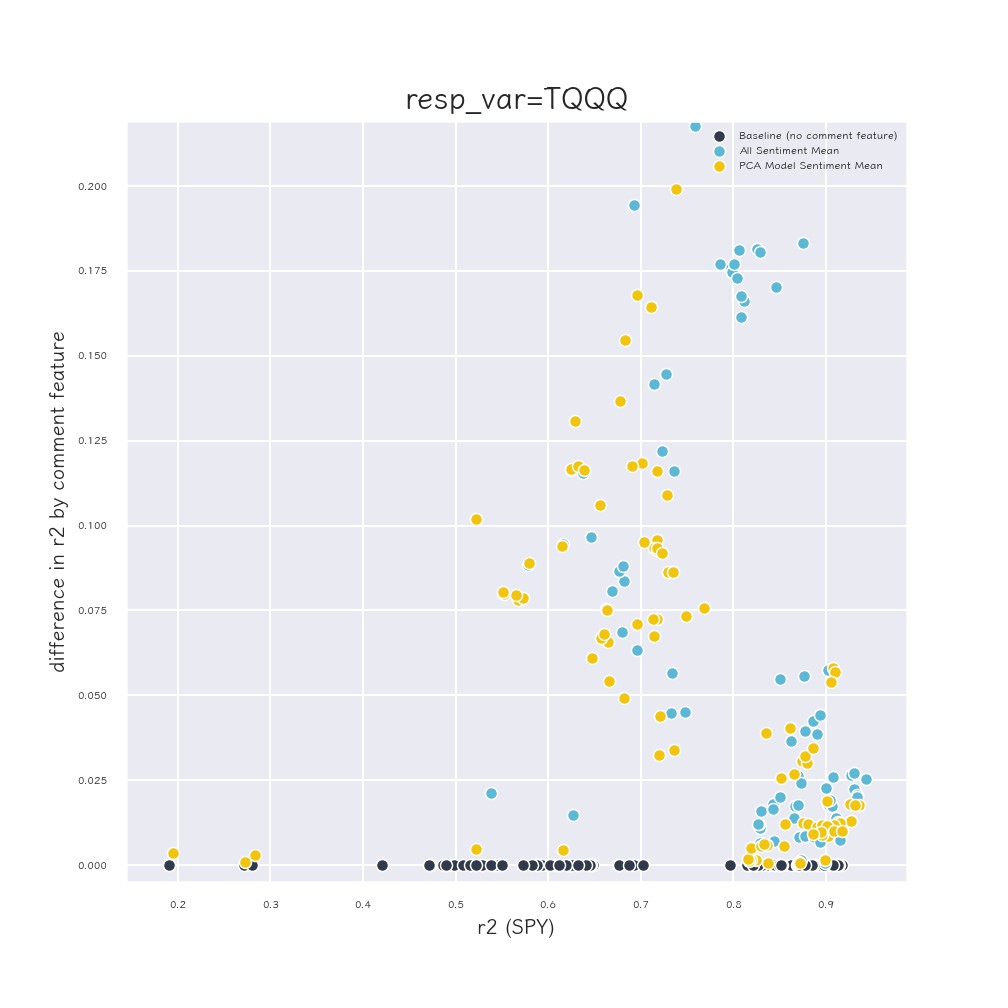 resp_var=TQQQ
Baseline (no comment feature)
All Sentiment Mean
PCA Model Sentiment Mean
difference in r2 by comment feature
0.200
0.175
0.150
0.125
0.100
0.075
0.050
0.025
0.000
0.2 0.3 0.4 0.5 0.6 0.7 0.8 0.9
r2 (SPY)